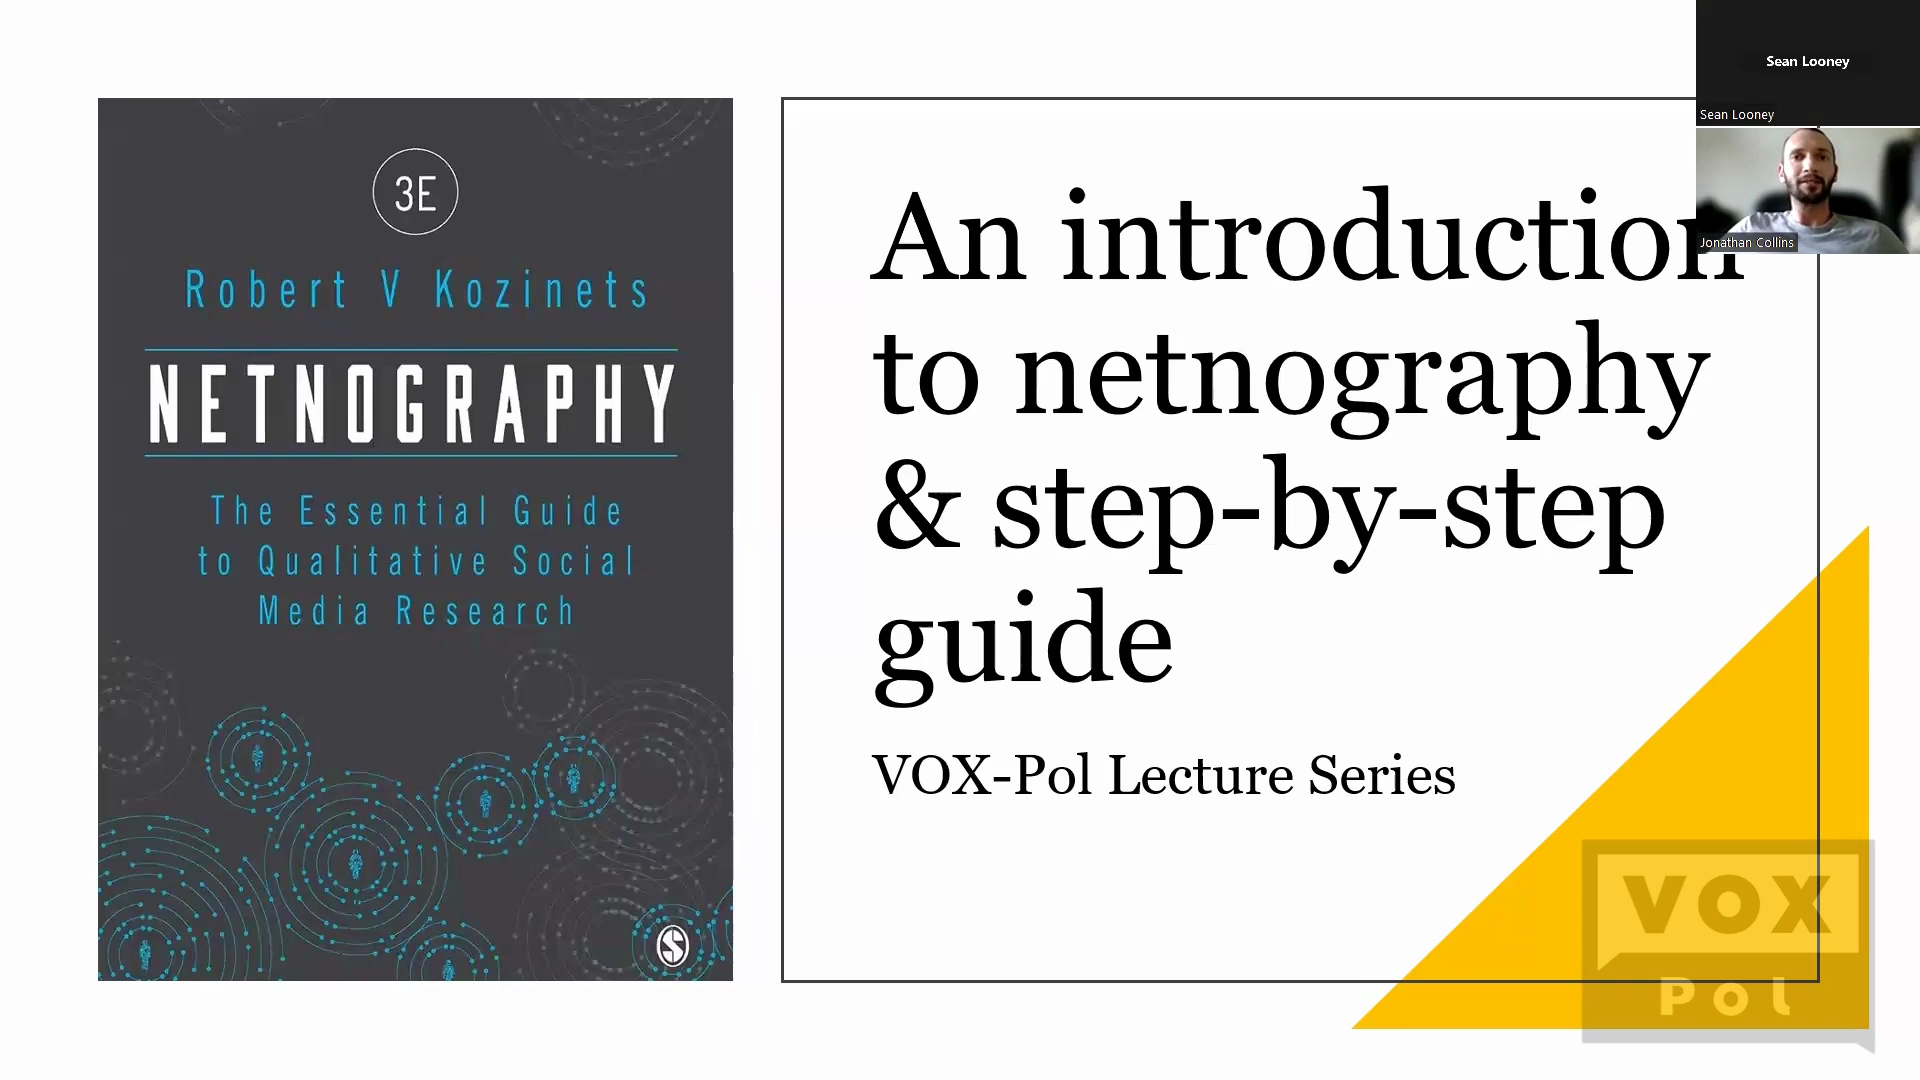 3E
Robert V Kozinets
NETNOGRAPHY
The Essential Guide
to Qualitative Social
Media Research
S
An introduction
to netnography
& step-by-step
guide
VOX-Pol Lecture Series
VOX
Pol
Sean Looney
Sean Looney
Jonathan Collins